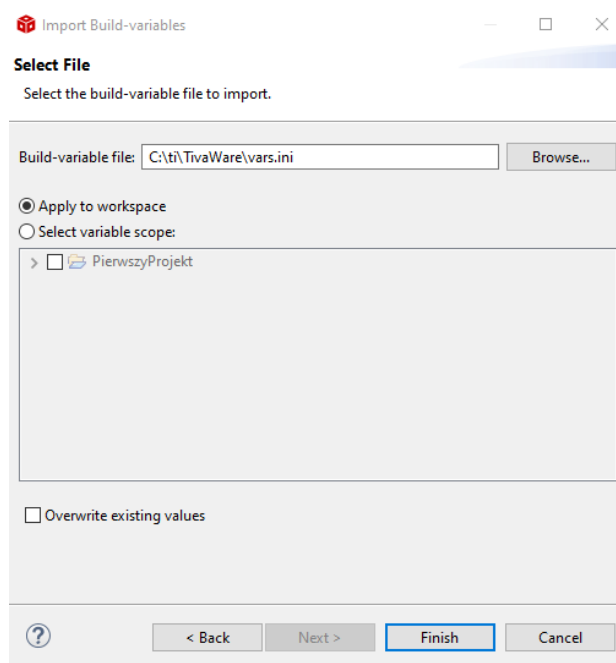 Import Build-variables
Select File
Select the build-variable file to import.
Build-variable file: C:\ti\TivaWare\vars.ini Browse...
Apply to workspace
Select variable scope:
PierwszyProjekt
Overwrite existing values
? < Back Next > Finish Cancel